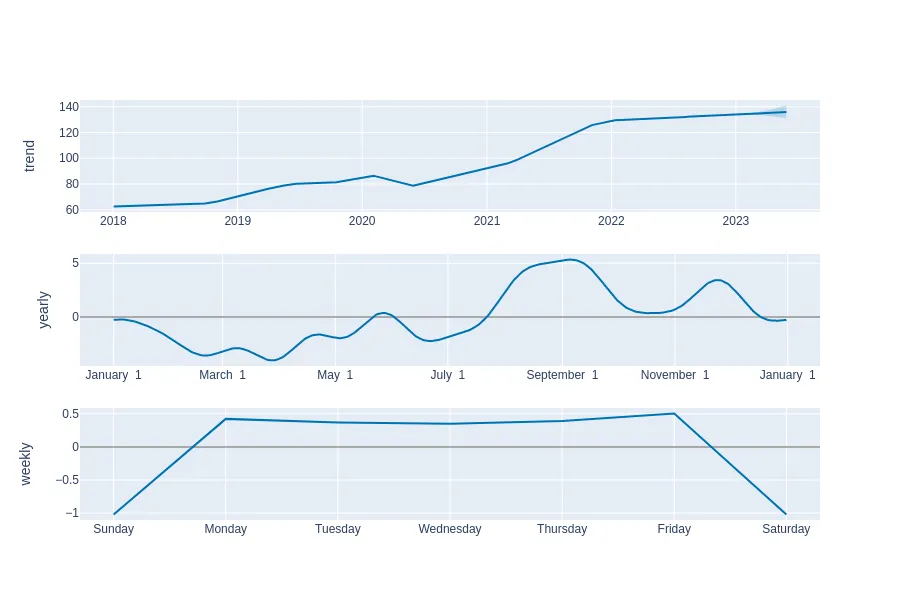 140
120
100
80
60
trend
2018 2019 2020 2021 2022 2023
5
0
yearly
January 1 March 1 May 1 July 1 September 1 November 1 January 1
0.5
0
−0.5
−1
weekly
Sunday Monday Tuesday Wednesday Thursday Friday Saturday